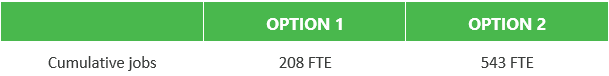 OPTION 1 OPTION 2
Cumulative jobs 208 FTE 543 FTE